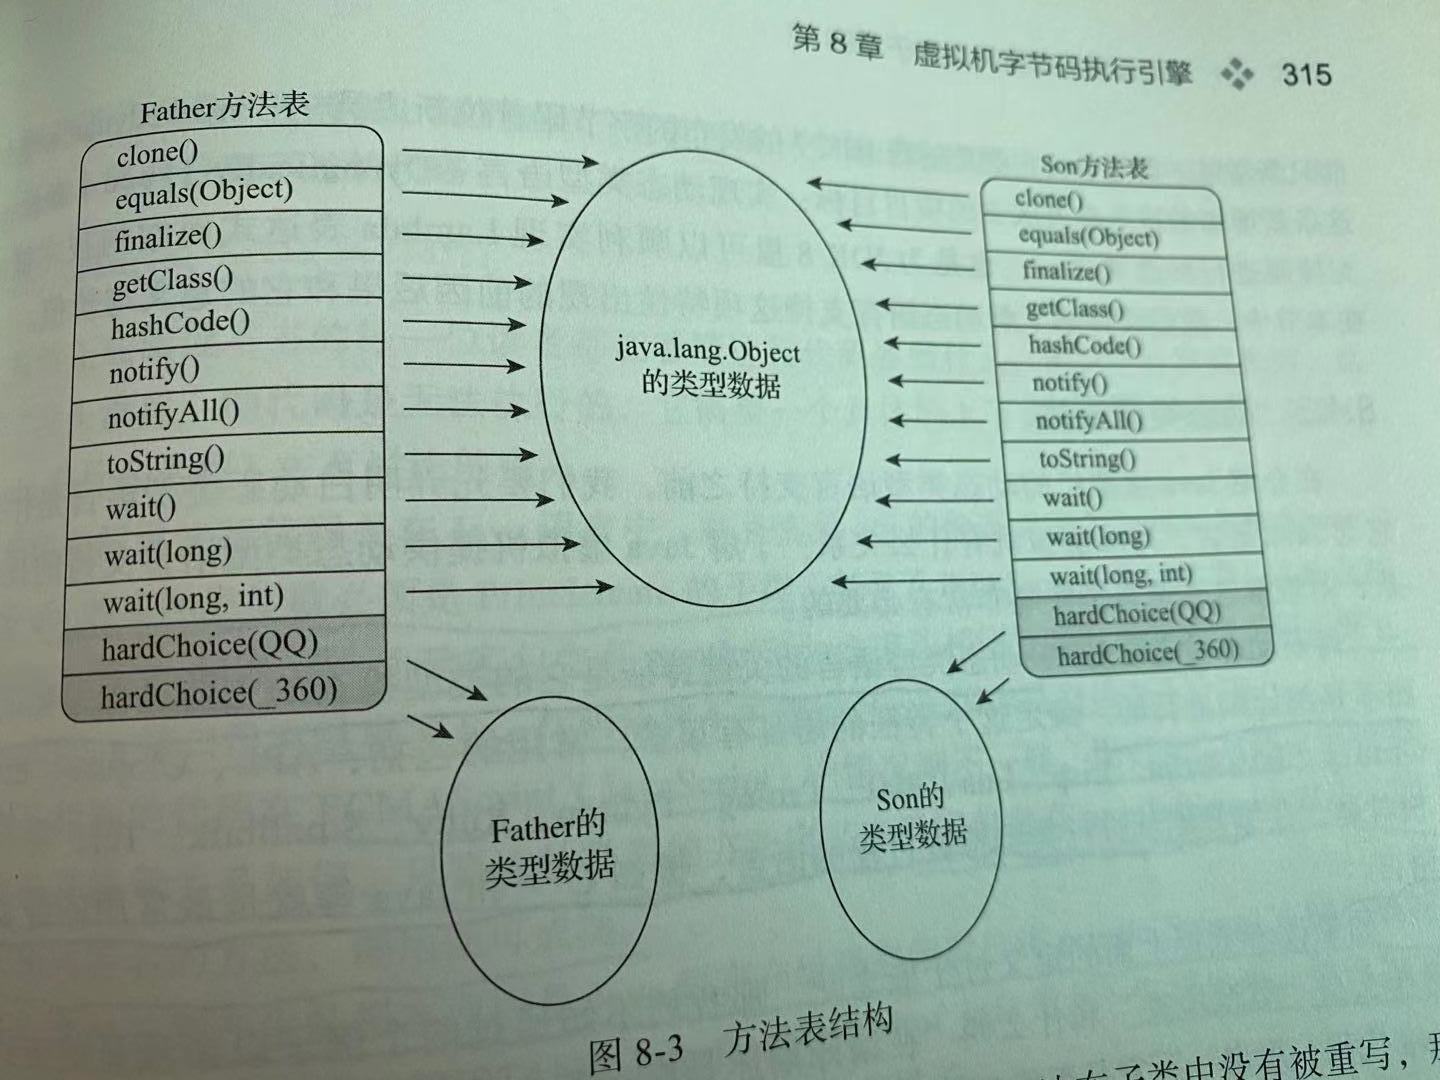 第 8 章 虚拟机字节码执行引擎 315
Father方法表
clone()
equals(Object)
finalize()
getClass()
hashCode()
notify()
notifyAll()
toString()
wait()
wait(long)
wait(long, int)
hardChoice(QQ)
hardChoice(_360)
java.lang.Object
的类型数据
Son方法表
clone()
equals(Object)
finalize()
getClass()
hashCode()
notify()
notifyAll()
toString()
wait()
wait(long)
wait(long, int)
hardChoice(QQ)
hardChoice(_360)
Father的
类型数据
Son的
类型数据
图 8-3 方法表结构
在子类中没有被重写，